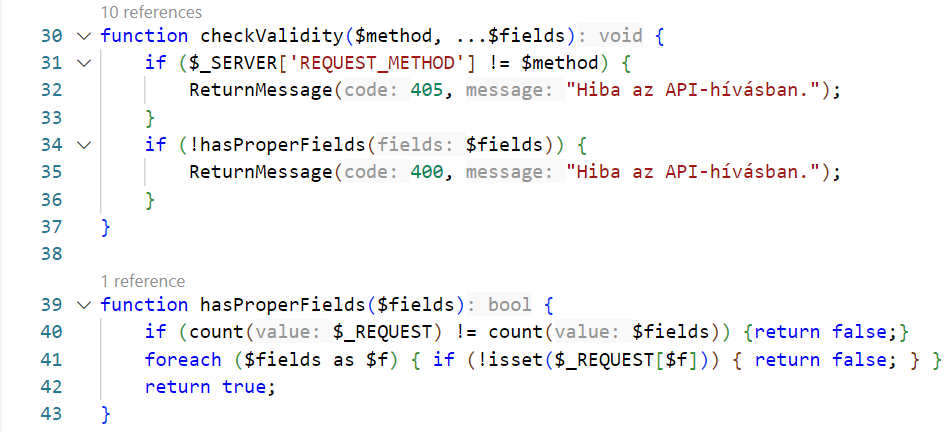 10 references
30 function checkValidity($method, ...$fields): void {
31 if ($_SERVER['REQUEST_METHOD'] != $method) {
32 ReturnMessage(code: 405, message: "Hiba az API-hívásban.");
33 }
34 if (!hasProperFields(fields: $fields)) {
35 ReturnMessage(code: 400, message: "Hiba az API-hívásban.");
36 }
37 }
38
1 reference
39 function hasProperFields($fields): bool {
40 if (count(value: $_REQUEST) != count(value: $fields)) {return false;}
41 foreach ($fields as $f) { if (!isset($_REQUEST[$f])) { return false; } }
42 return true;
43 }